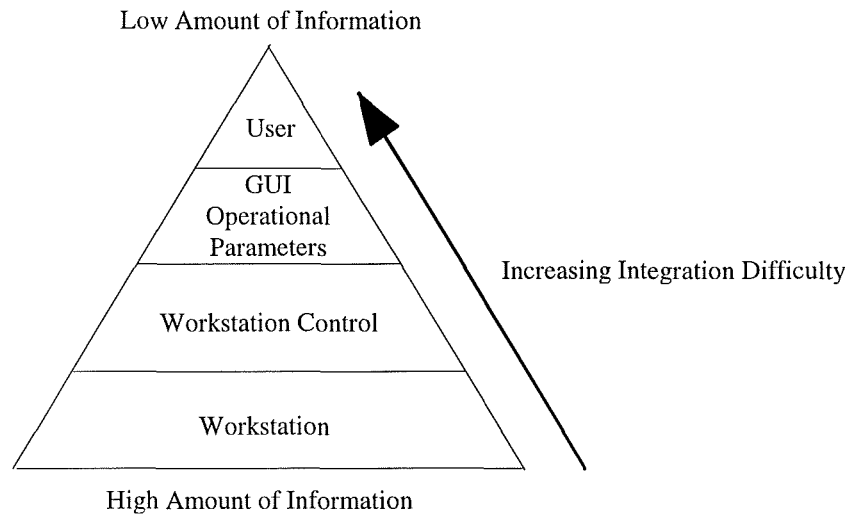 Low Amount of Information
User
GUI
Operational
Parameters
Increasing Integration Difficulty
Workstation Control
Workstation
High Amount of Information